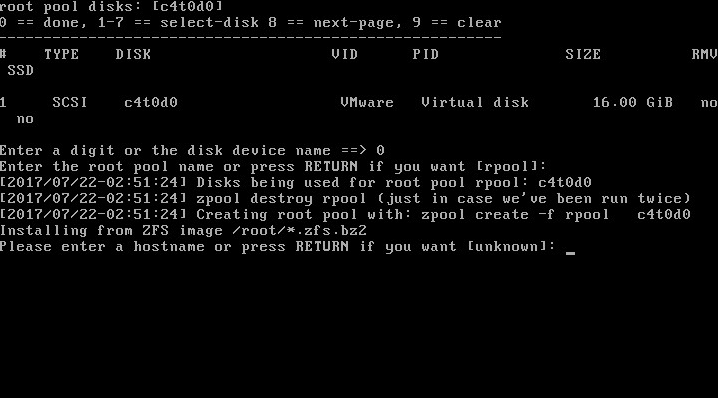 root pool disks: [c4t0d0]
0 == done, 1-7 == select-disk 8 == next-page, 9 == clear
--------------------------------------------------------------
# TYPE DISK VID PID SIZE RMV
SSD
1 SCSI c4t0d0 VMware Virtual disk 16.00 GiB no
no
Enter a digit or the disk device name ==> 0
Enter the root pool name or press RETURN if you want [rpool]:
[2017/07/22-02:51:24] Disks being used for root pool rpool: c4t0d0
[2017/07/22-02:51:24] zpool destroy rpool (just in case we've been run twice)
[2017/07/22-02:51:24] Creating root pool with: zpool create -f rpool c4t0d0
Installing from ZFS image /root/*.zfs.bz2
Please enter a hostname or press RETURN if you want [unknown]: _